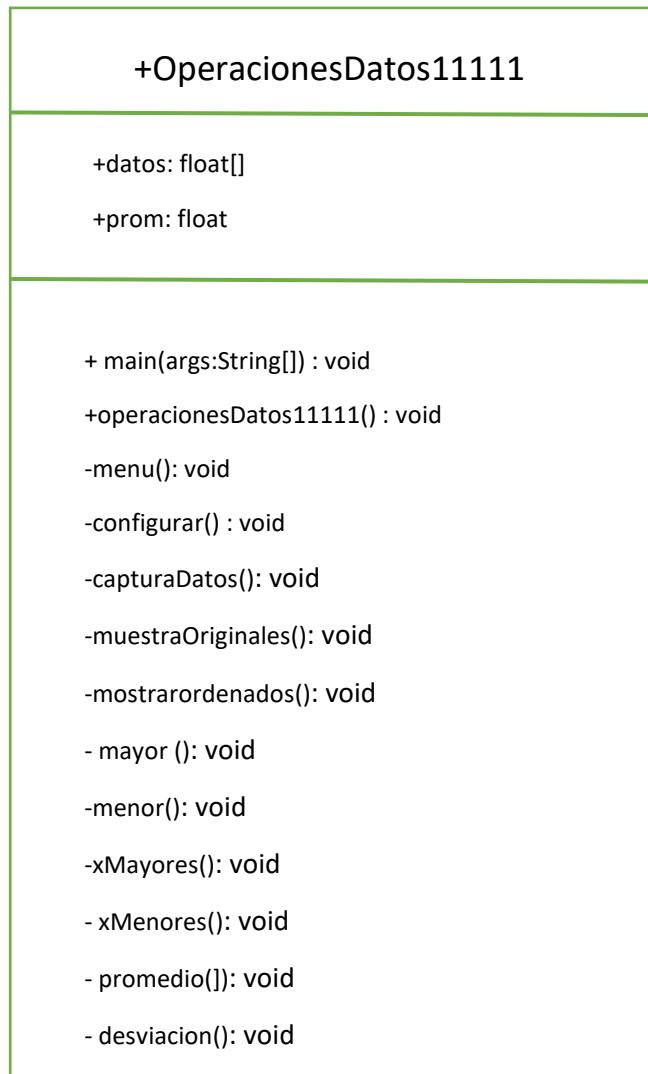 +OperacionesDatos11111
+datos: float[]
+prom: float
+ main(args:String[]) : void
+operacionesDatos11111() : void
-menu(): void
-configurar() : void
-capturaDatos(): void
-muestraOriginales(): void
-mostrarordenados(): void
- mayor (): void
-menor(): void
-xMayores(): void
- xMenores(): void
- promedio(]): void
- desviacion(): void